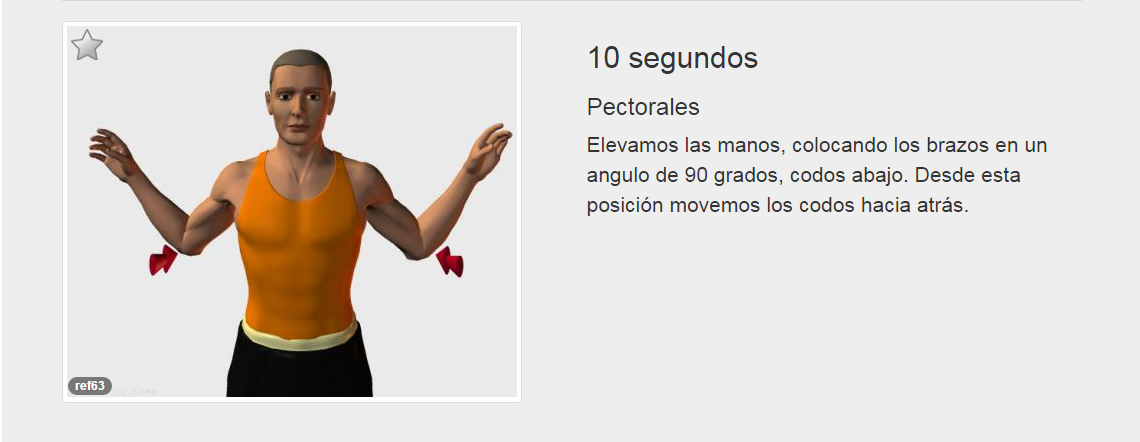 10 segundos
Pectorales
Elevamos las manos, colocando los brazos en un
angulo de 90 grados, codos abajo. Desde esta
posición movemos los codos hacia atrás.
ref63